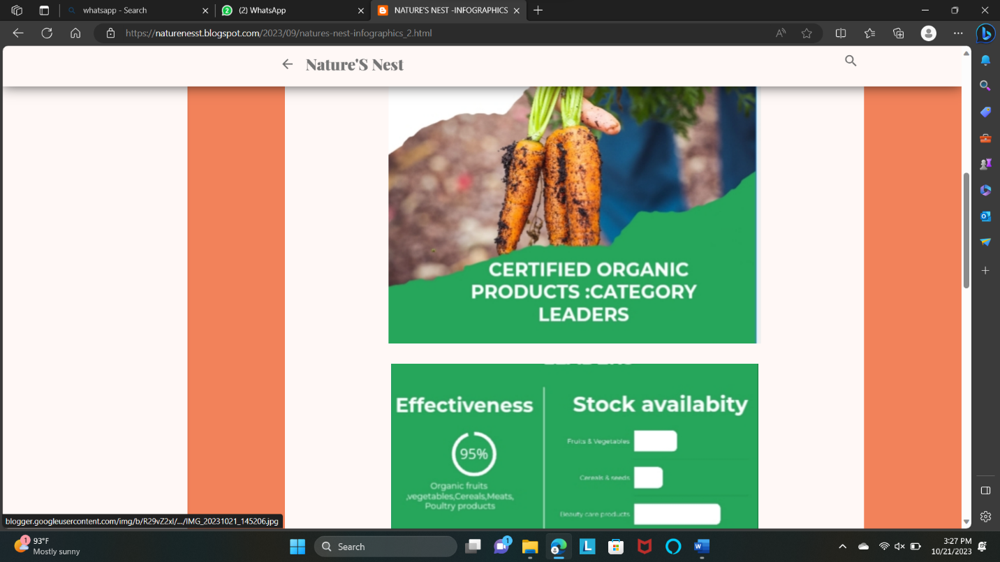 whatsapp - Search
(2) WhatsApp
NATURE'S NEST -INFOGRAPHICS
https://naturenesst.blogspot.com/2023/09/natures-nest-infographics_2.html
Nature'S Nest
CERTIFIED ORGANIC
PRODUCTS :CATEGORY
LEADERS
Effectiveness
95%
Organic fruits
,vegetables,Cereals,Meats,
Poultry products
Stock availabity
Fruits & Vegetables
Cereals & seeds
Beauty care products
blogger.googleusercontent.com/img/b/R29vZ2xl/.../IMG_20231021_145206.jpg
1
93°F
Mostly sunny
Search
1
3:27 PM
10/21/2023